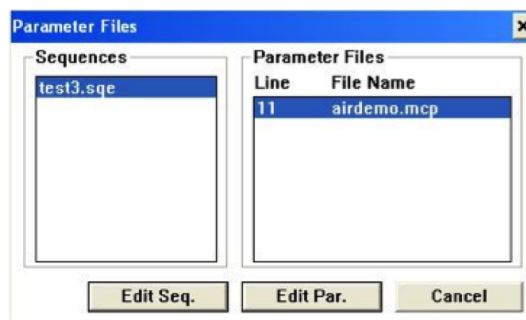 Parameter Files
Sequences
test3.sqe
Parameter Files
Line File Name
11 airdemo.mcp
Edit Seq. Edit Par. Cancel